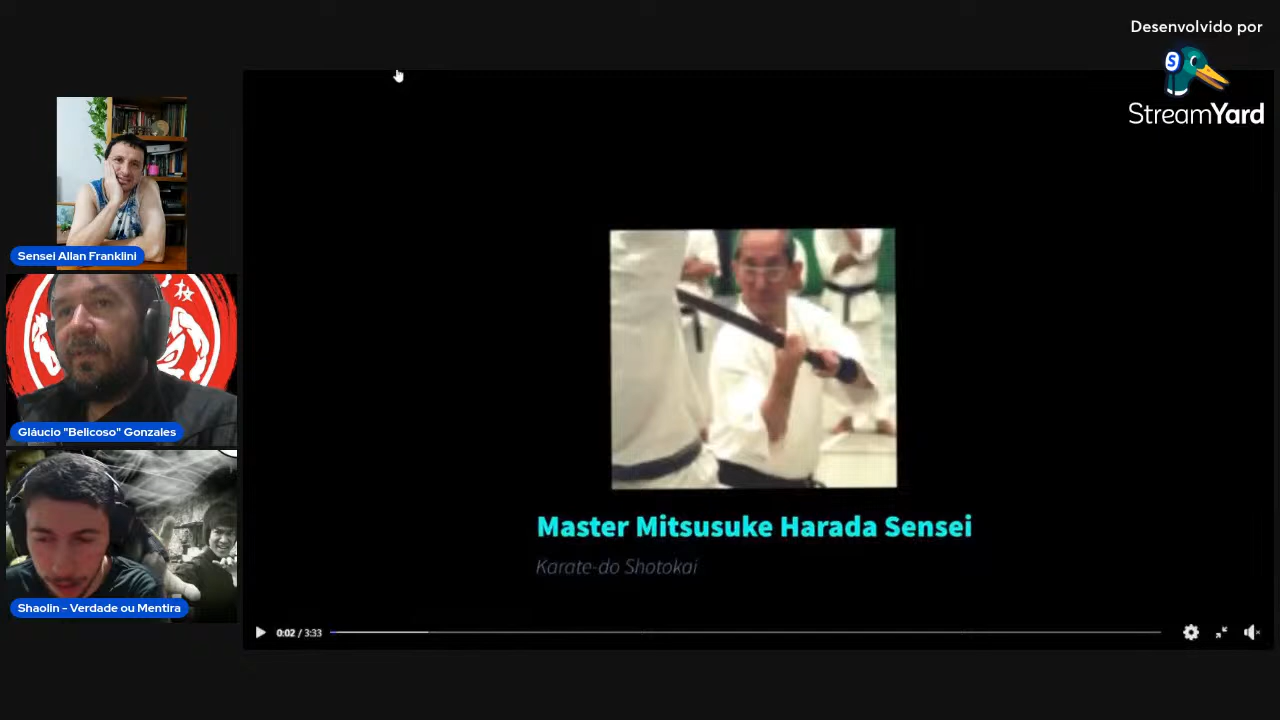 Desenvolvido por
S
StreamYard
Sensei Allan Franklini
Gláucio "Belicoso" Gonzales
Shaolin - Verdade ou Mentira
Master Mitsusuke Harada Sensei
Karate-do Shotokai
0:02 / 3:33